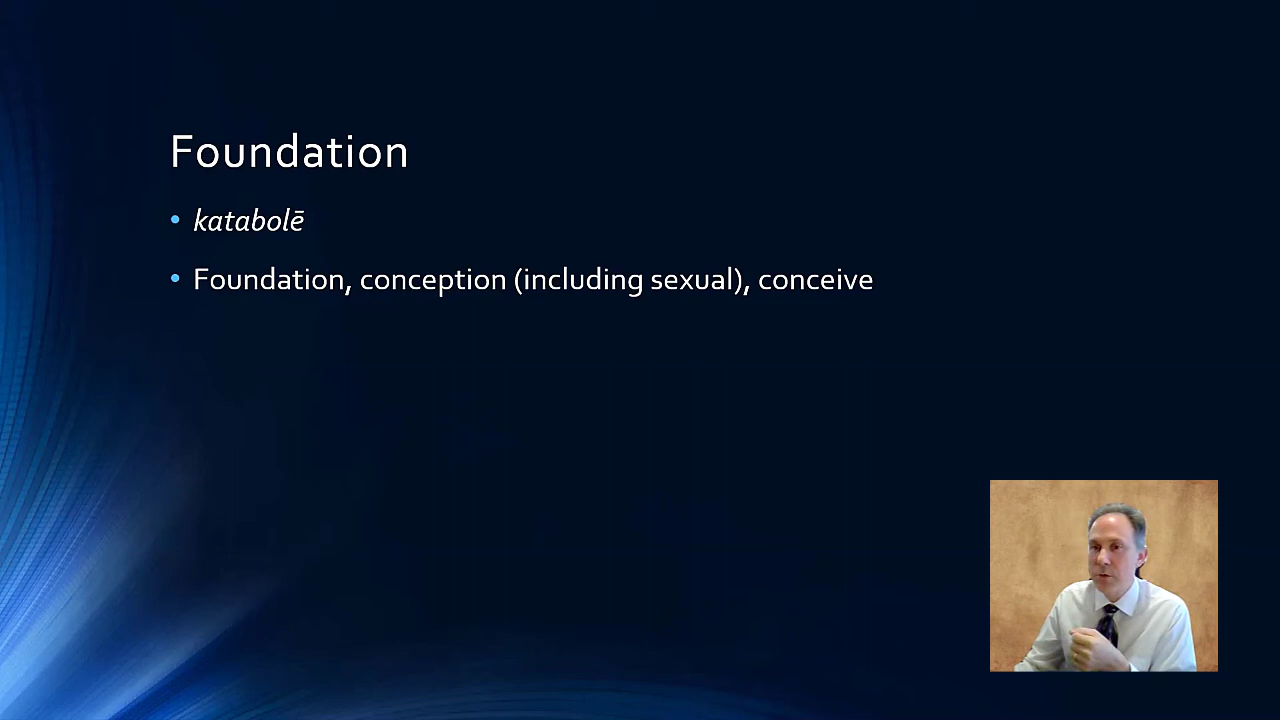 Foundation
• katabolē
• Foundation, conception (including sexual), conceive